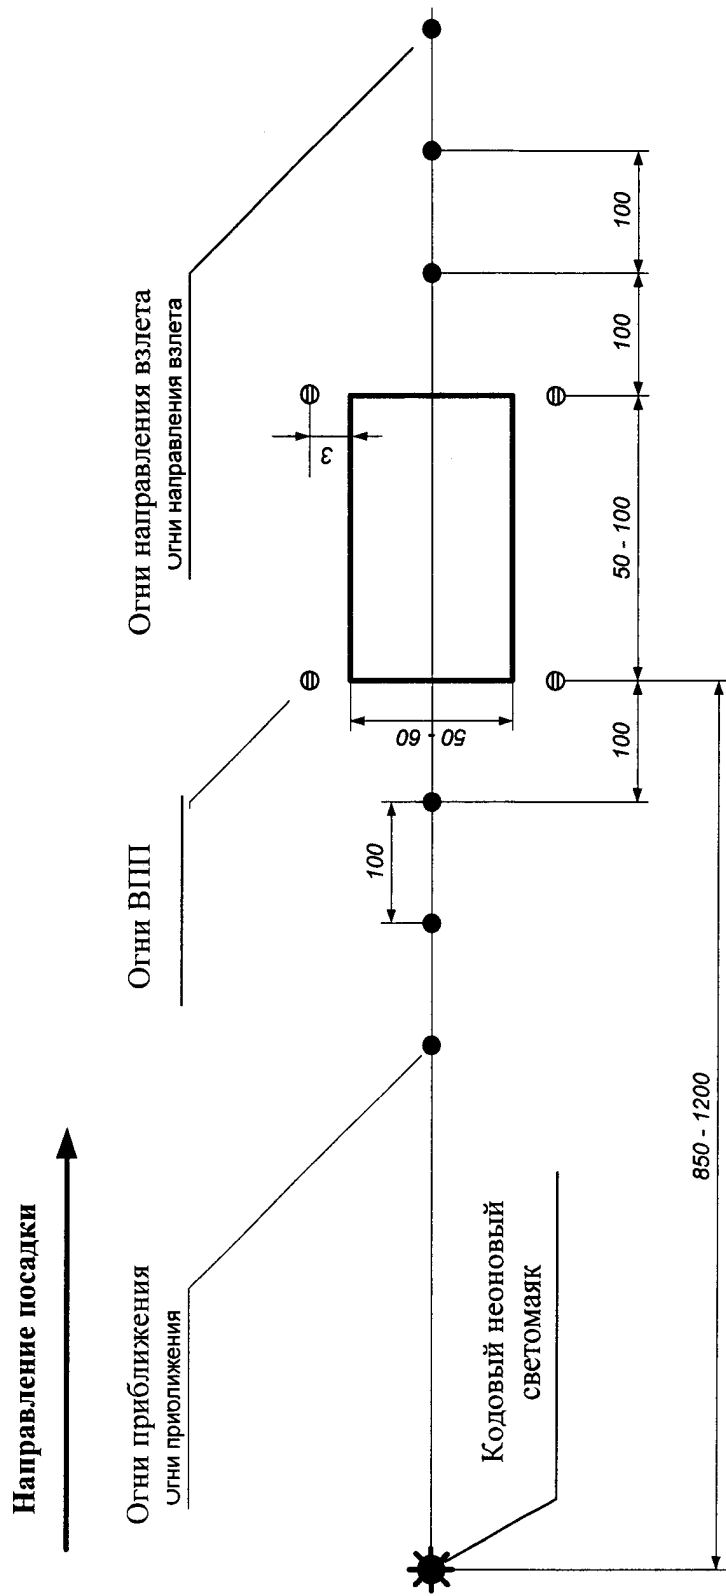 Направление посадки
Огни приближения
Огни приближения
Огни ВПП
Огни направления взлета
Огни направления взлета
Кодовый неоновый
светомаяк
3
50 - 60
100
100
50 - 100
100
100
850 - 1200